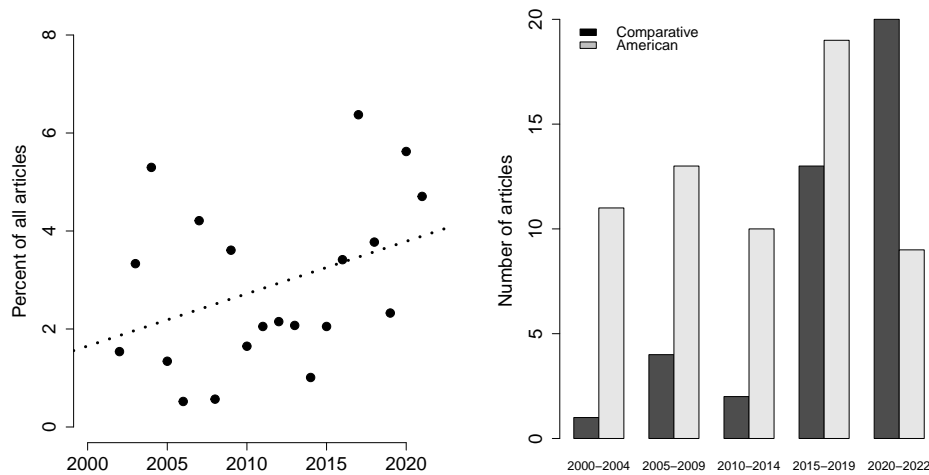 Percent of all articles
8
6
4
2
0
2000 2005 2010 2015 2020
Number of articles
20
15
10
5
0
Comparative
American
2000–2004 2005–2009 2010–2014 2015–2019 2020–2022